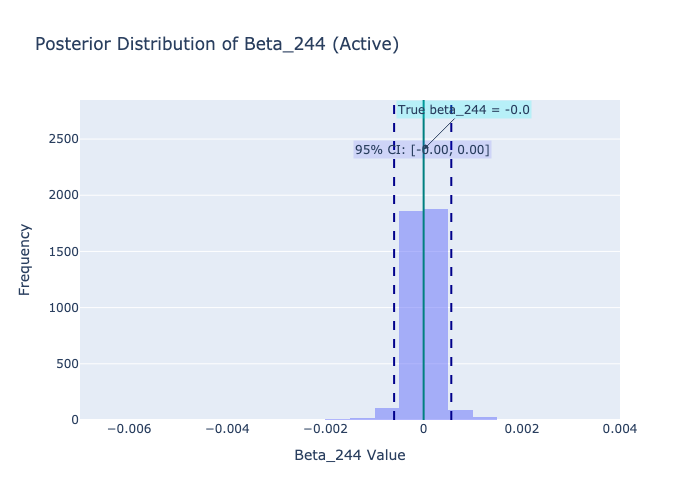 Posterior Distribution of Beta_244 (Active)
True beta_244 = -0.0
95% CI: [-0.00, 0.00]
2500
2000
1500
1000
500
0
Frequency
−0.006
−0.004
−0.002
0
0.002
0.004
Beta_244 Value